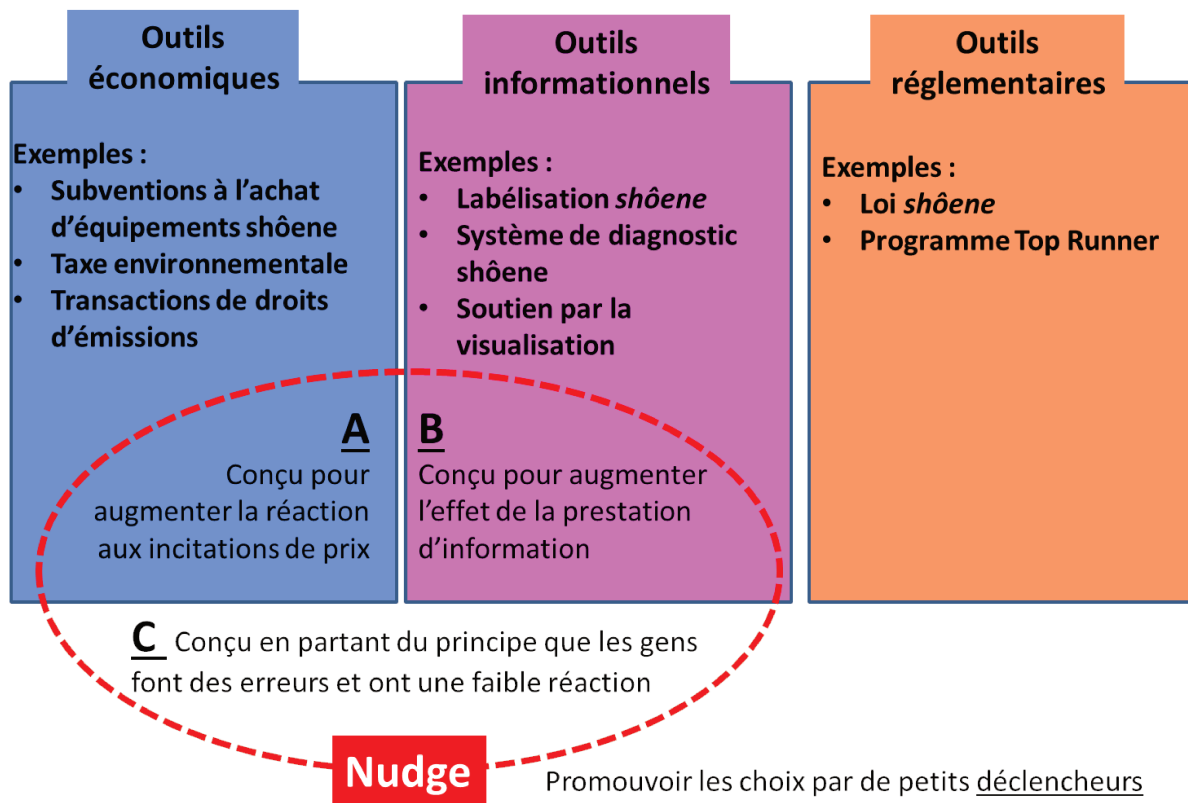 Outils
économiques
Exemples :
• Subventions à l’achat
d’équipements shôene
• Taxe environnementale
• Transactions de droits
d’émissions
Outils
informationnels
Exemples :
• Labélisation shôene
• Système de diagnostic
shôene
• Soutien par la
visualisation
Outils
réglementaires
Exemples :
• Loi shôene
• Programme Top Runner
A
Conçu pour
augmenter la réaction
aux incitations de prix
B
Conçu pour augmenter
l’effet de la prestation
d’information
C Conçu en partant du principe que les gens
font des erreurs et ont une faible réaction
Nudge
Promouvoir les choix par de petits déclencheurs